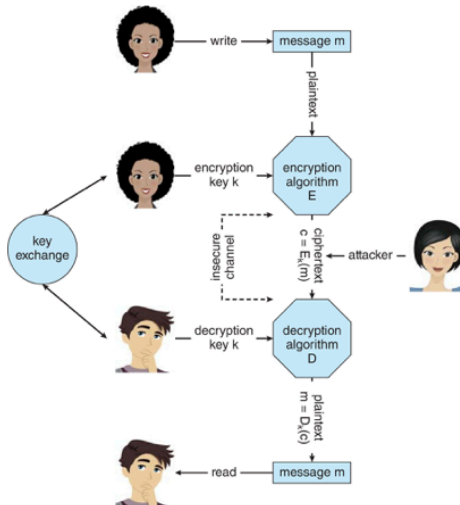 write
message m
plaintext
encryption
key k
encryption
algorithm
E
key
exchange
insecure
channel
ciphertext
c = Eₖ(m)
attacker
decryption
key k
decryption
algorithm
D
plaintext
m = Dₖ(c)
read
message m